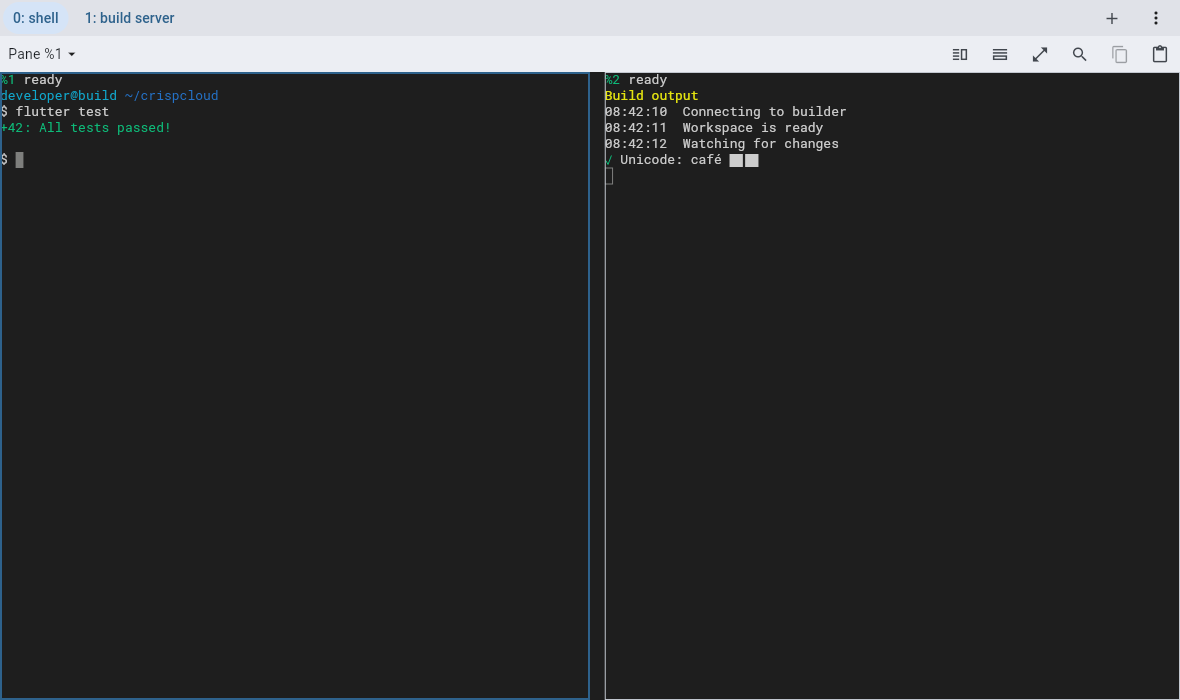 0: shell
1: build server
Pane %1
%1 ready
developer@build ~/crispcloud
$ flutter test
+42: All tests passed!
$
%2 ready
Build output
08:42:10  Connecting to builder
08:42:11  Workspace is ready
08:42:12  Watching for changes
√ Unicode: café